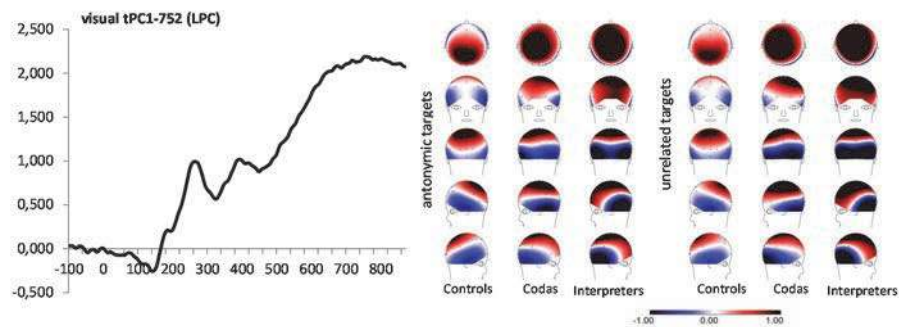 visual tPC1-752 (LPC)
2,500
2,000
1,500
1,000
0,500
0,000
-0,500
-100 0 100 200 300 400 500 600 700 800
antonymic targets
Controls Codas Interpreters
unrelated targets
Controls Codas Interpreters
-1.00 0.00 1.00